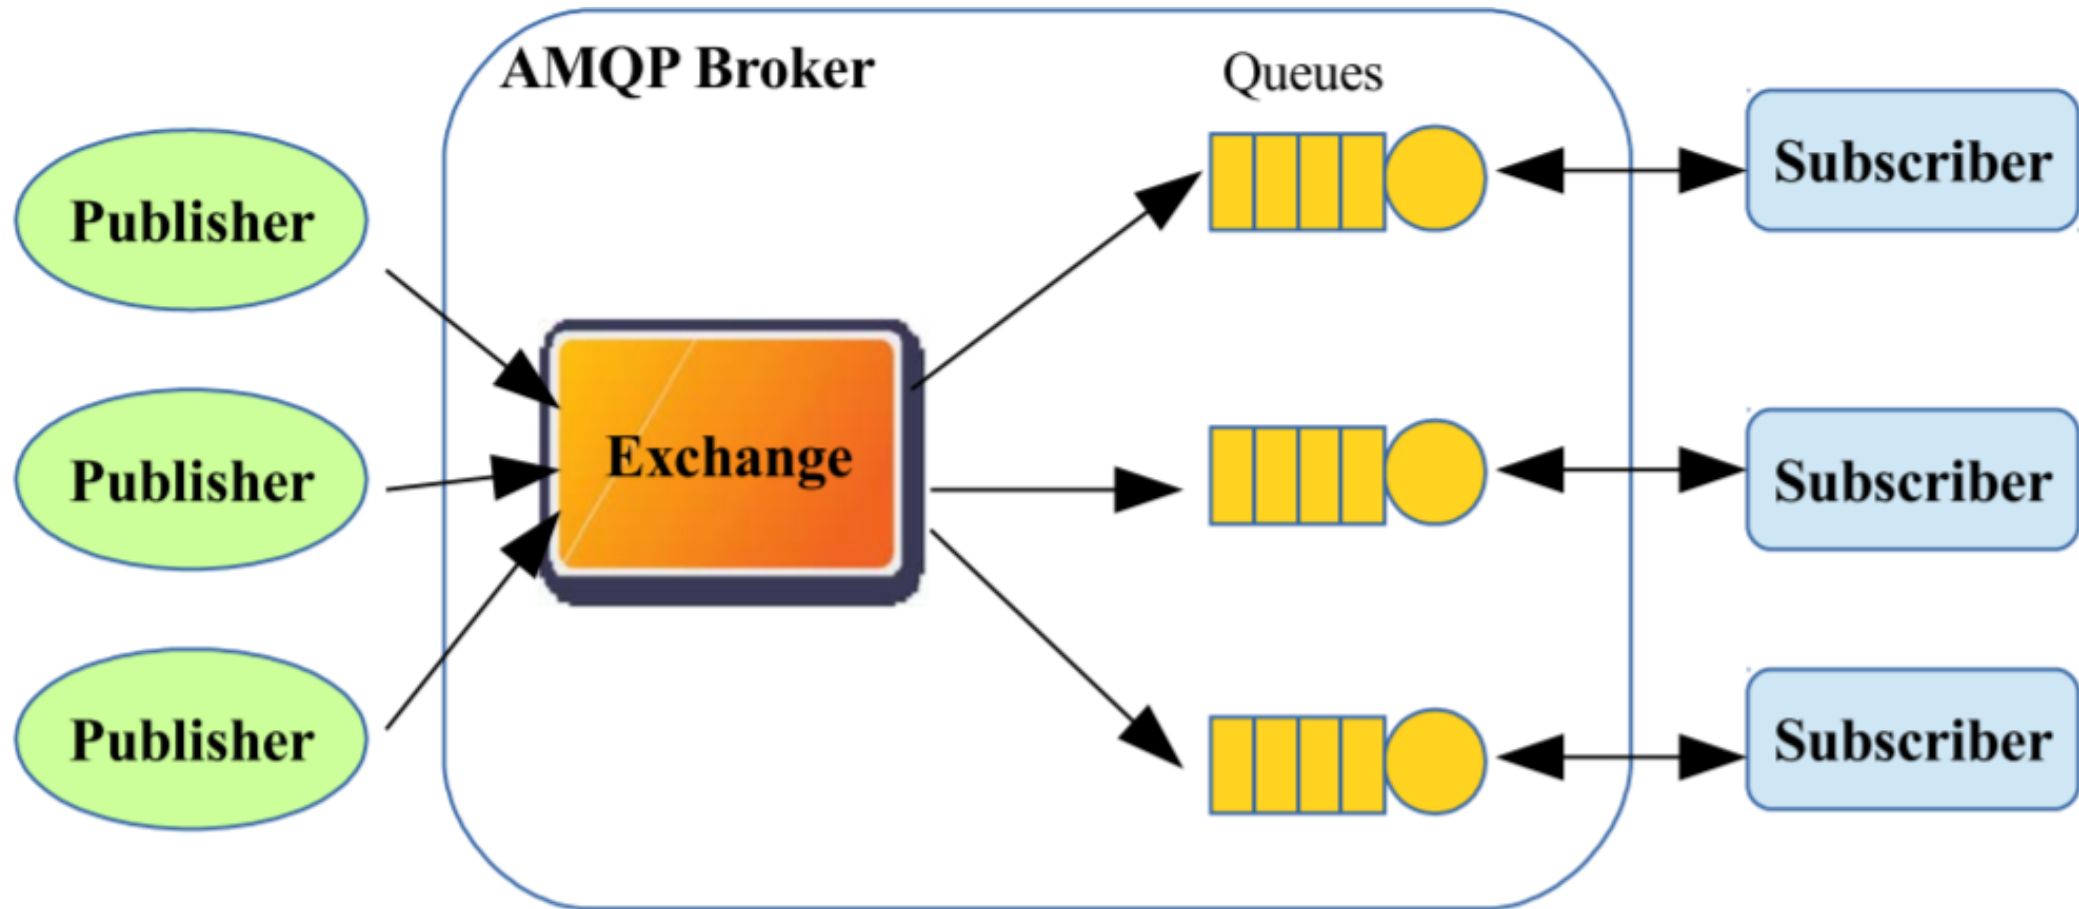 AMQP Broker
Queues
Publisher
Subscriber
Exchange
Publisher
Subscriber
Publisher
Subscriber